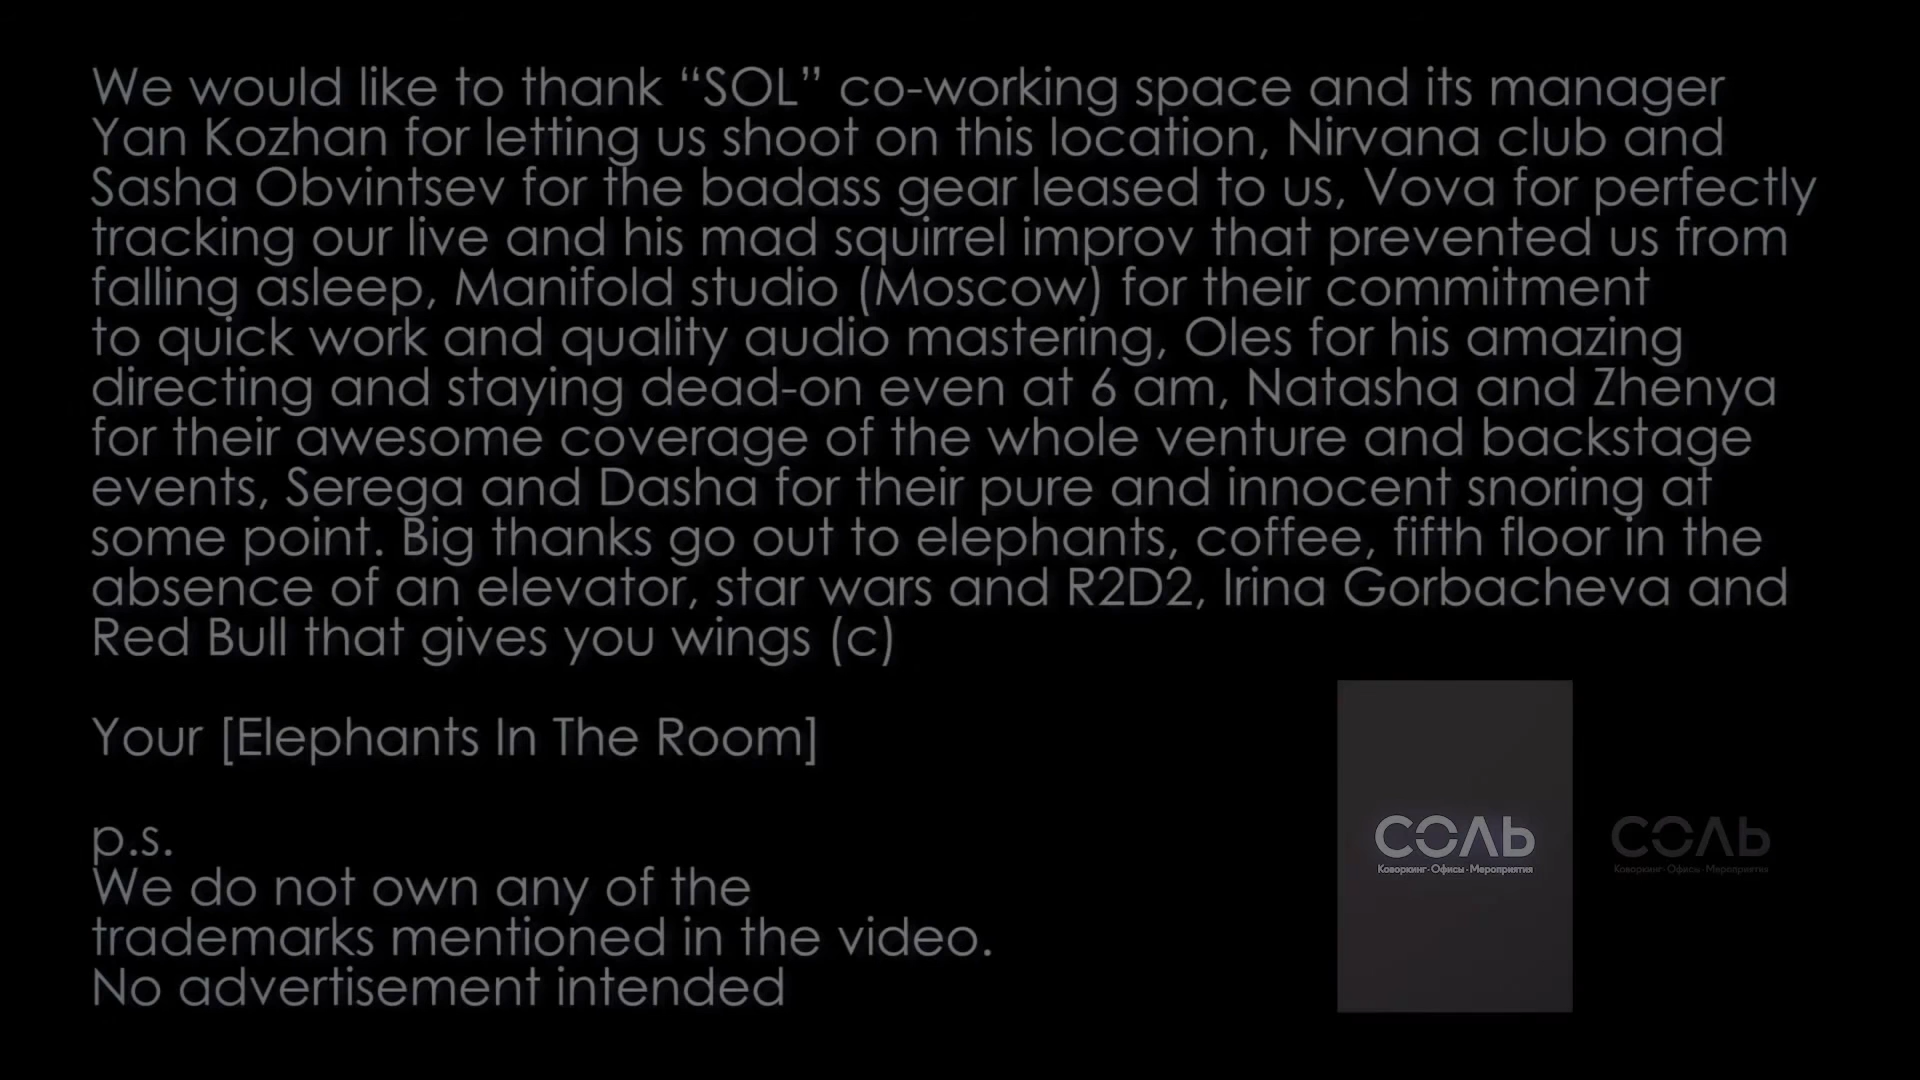 We would like to thank “SOL” co-working space and its manager
Yan Kozhan for letting us shoot on this location, Nirvana club and
Sasha Obvintsev for the badass gear leased to us, Vova for perfectly
tracking our live and his mad squirrel improv that prevented us from
falling asleep, Manifold studio (Moscow) for their commitment
to quick work and quality audio mastering, Oles for his amazing
directing and staying dead-on even at 6 am, Natasha and Zhenya
for their awesome coverage of the whole venture and backstage
events, Serega and Dasha for their pure and innocent snoring at
some point. Big thanks go out to elephants, coffee, fifth floor in the
absence of an elevator, star wars and R2D2, Irina Gorbacheva and
Red Bull that gives you wings (c)
Your [Elephants In The Room]
p.s.
We do not own any of the
trademarks mentioned in the video.
No advertisement intended
СОЛЬ
Коворкинг·Офисы·Мероприятия
СОЛЬ
Коворкинг·Офисы·Мероприятия